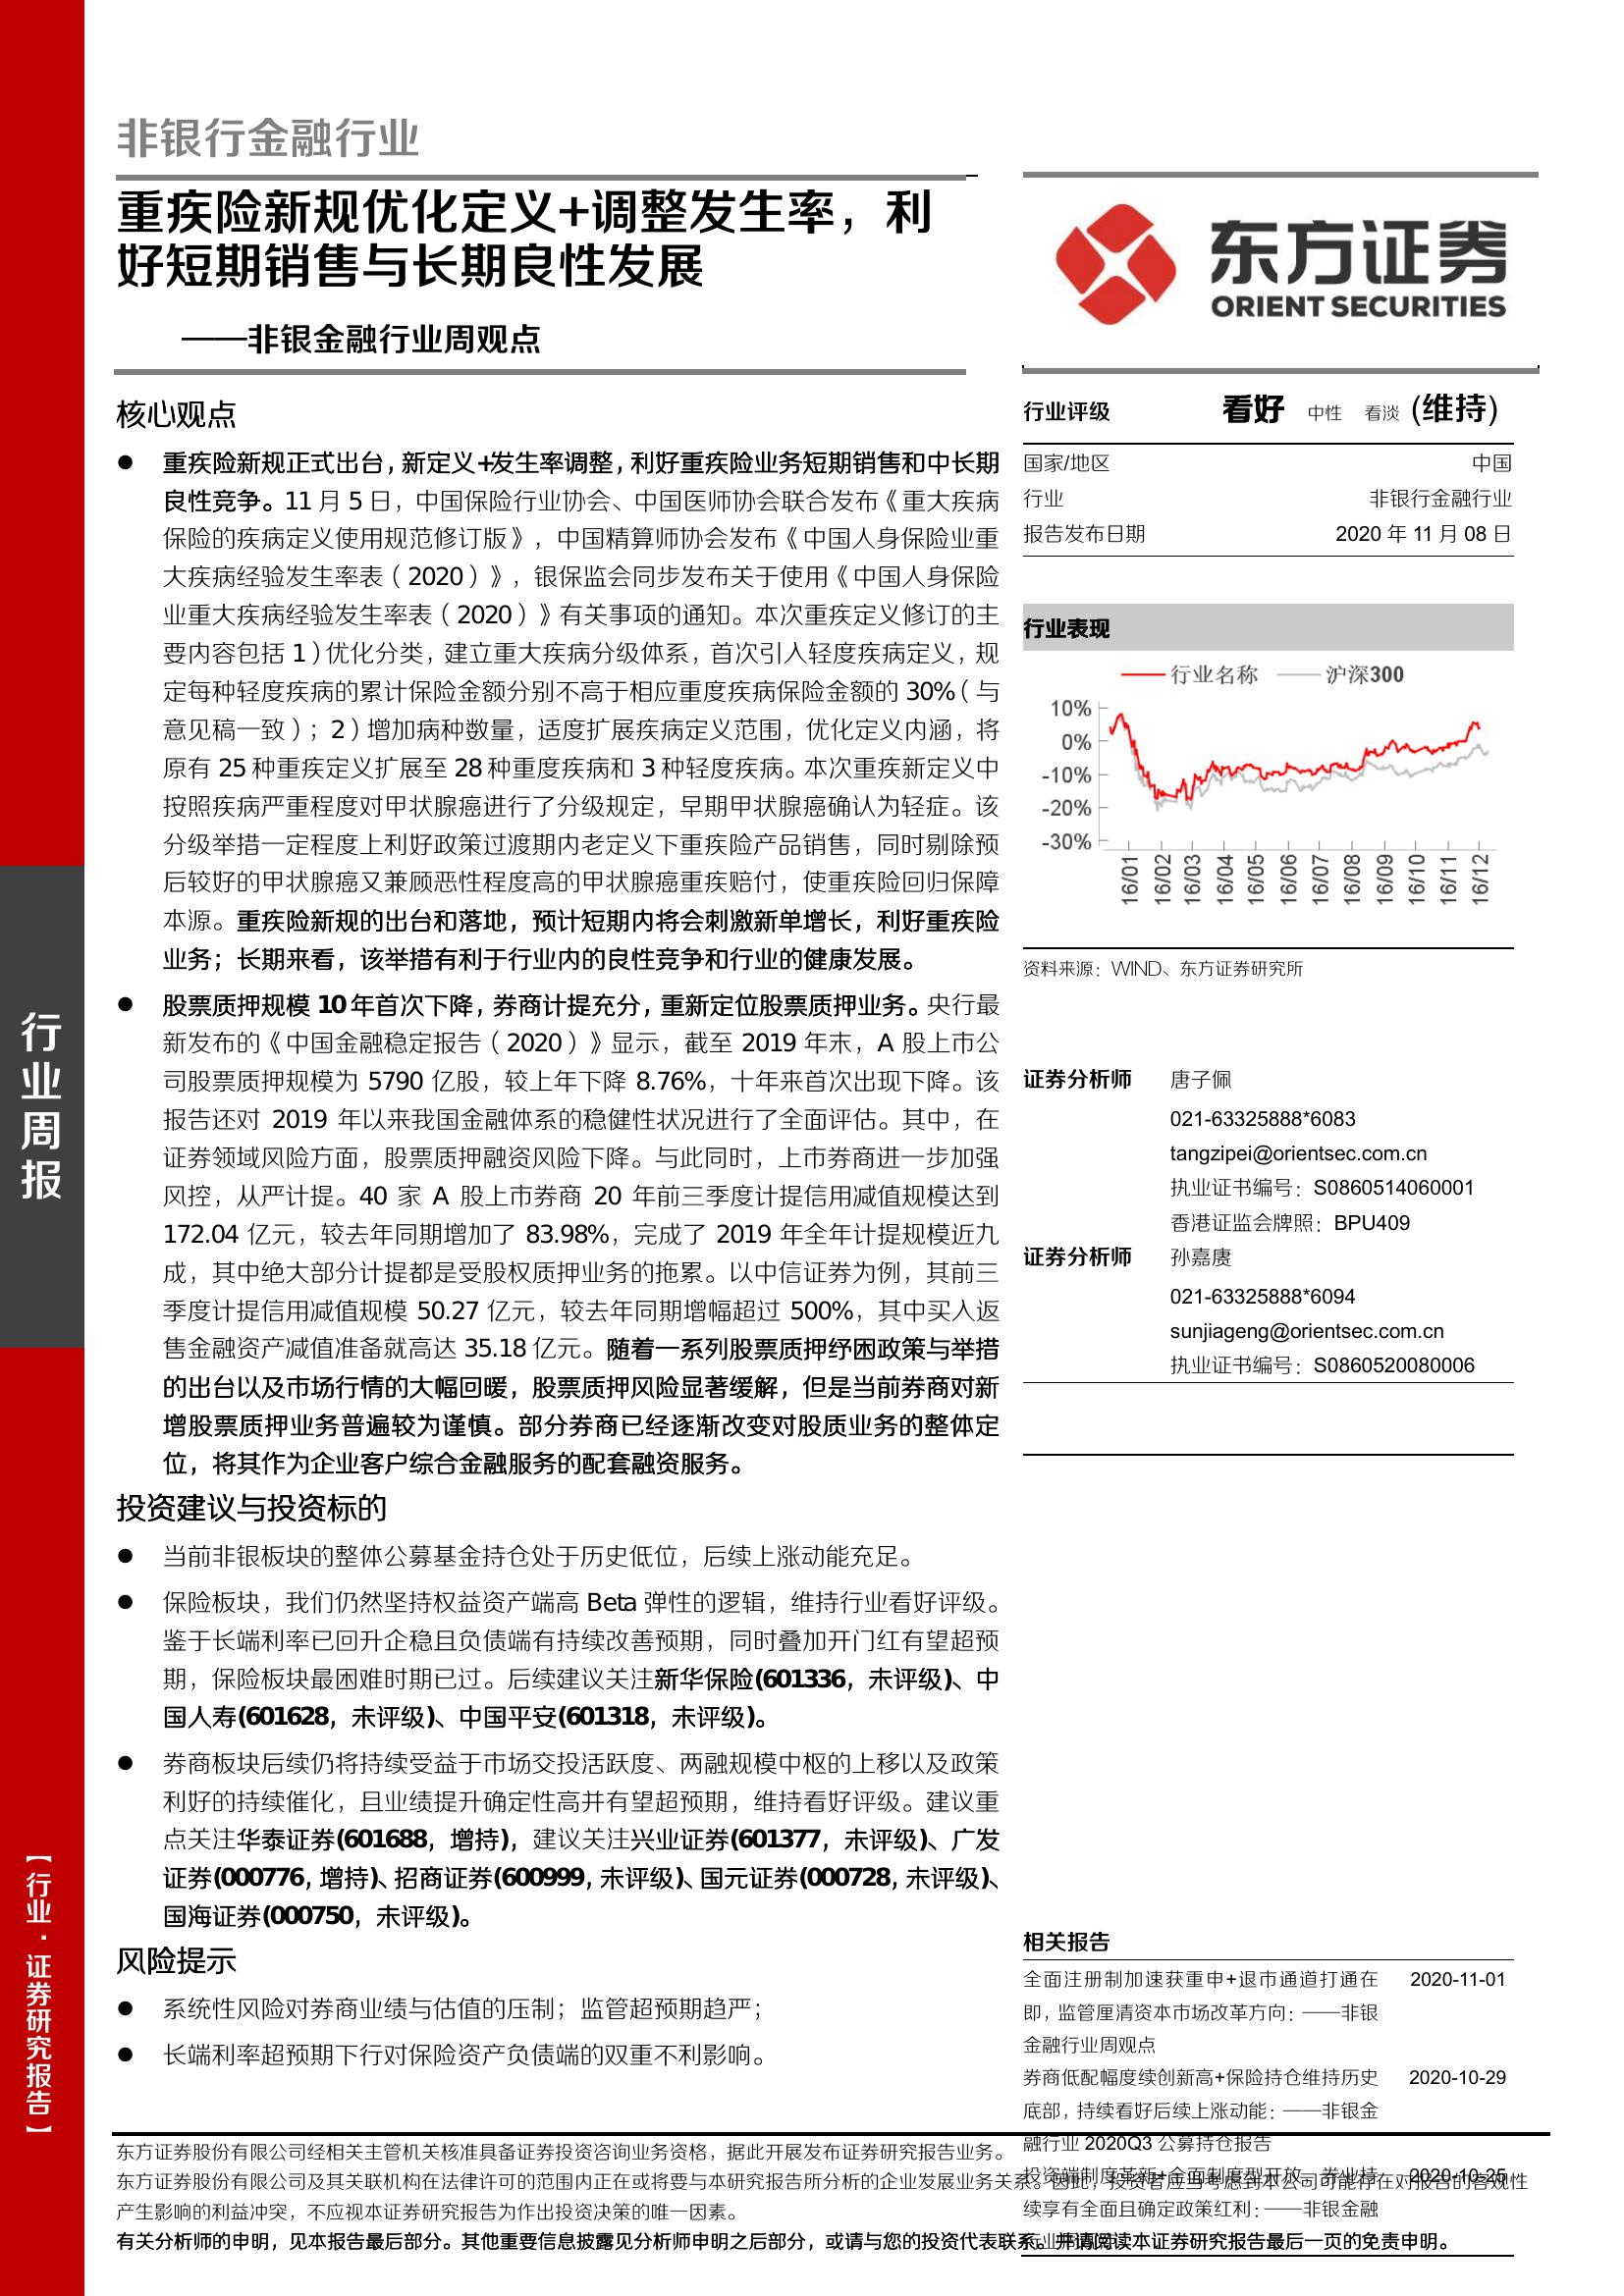 非银行金融行业
重疾险新规优化定义+调整发生率，利
好短期销售与长期良性发展
——非银金融行业周观点
东方证券
ORIENT SECURITIES
核心观点
● 重疾险新规正式出台，新定义+发生率调整，利好重疾险业务短期销售和中长期
良性竞争。11 月 5 日，中国保险行业协会、中国医师协会联合发布《重大疾病
保险的疾病定义使用规范修订版》，中国精算师协会发布《中国人身保险业重
大疾病经验发生率表（2020）》，银保监会同步发布关于使用《中国人身保险
业重大疾病经验发生率表（2020）》有关事项的通知。本次重疾定义修订的主
要内容包括 1）优化分类，建立重大疾病分级体系，首次引入轻度疾病定义，规
定每种轻度疾病的累计保险金额分别不高于相应重度疾病保险金额的 30%（与
意见稿一致）；2）增加病种数量，适度扩展疾病定义范围，优化定义内涵，将
原有 25 种重疾定义扩展至 28 种重度疾病和 3 种轻度疾病。本次重疾新定义中
按照疾病严重程度对甲状腺癌进行了分级规定，早期甲状腺癌确认为轻症。该
分级举措一定程度上利好政策过渡期内老定义下重疾险产品销售，同时剔除预
后较好的甲状腺癌又兼顾恶性程度高的甲状腺癌重疾赔付，使重疾险回归保障
本源。重疾险新规的出台和落地，预计短期内将会刺激新单增长，利好重疾险
业务；长期来看，该举措有利于行业内的良性竞争和行业的健康发展。
● 股票质押规模 10 年首次下降，券商计提充分，重新定位股票质押业务。央行最
新发布的《中国金融稳定报告（2020）》显示，截至 2019 年末，A 股上市公
司股票质押规模为 5790 亿股，较上年下降 8.76%，十年来首次出现下降。该
报告还对 2019 年以来我国金融体系的稳健性状况进行了全面评估。其中，在
证券领域风险方面，股票质押融资风险下降。与此同时，上市券商进一步加强
风控，从严计提。40 家 A 股上市券商 20 年前三季度计提信用减值规模达到
172.04 亿元，较去年同期增加了 83.98%，完成了 2019 年全年计提规模近九
成，其中绝大部分计提都是受股权质押业务的拖累。以中信证券为例，其前三
季度计提信用减值规模 50.27 亿元，较去年同期增幅超过 500%，其中买入返
售金融资产减值准备就高达 35.18 亿元。随着一系列股票质押纾困政策与举措
的出台以及市场行情的大幅回暖，股票质押风险显著缓解，但是当前券商对新
增股票质押业务普遍较为谨慎。部分券商已经逐渐改变对股质业务的整体定
位，将其作为企业客户综合金融服务的配套融资服务。
投资建议与投资标的
● 当前非银板块的整体公募基金持仓处于历史低位，后续上涨动能充足。
● 保险板块，我们仍然坚持权益资产端高 Beta 弹性的逻辑，维持行业看好评级。
鉴于长端利率已回升企稳且负债端有持续改善预期，同时叠加开门红有望超预
期，保险板块最困难时期已过。后续建议关注新华保险(601336，未评级)、中
国人寿(601628，未评级)、中国平安(601318，未评级)。
● 券商板块后续仍将持续受益于市场交投活跃度、两融规模中枢的上移以及政策
利好的持续催化，且业绩提升确定性高并有望超预期，维持看好评级。建议重
点关注华泰证券(601688，增持)，建议关注兴业证券(601377，未评级)、广发
证券(000776，增持)、招商证券(600999，未评级)、国元证券(000728，未评级)、
国海证券(000750，未评级)。
风险提示
● 系统性风险对券商业绩与估值的压制；监管超预期趋严；
● 长端利率超预期下行对保险资产负债端的双重不利影响。
行业评级 看好 中性 看淡 (维持)
国家/地区 中国
行业 非银行金融行业
报告发布日期 2020 年 11 月 08 日
行业表现
行业名称 沪深300
10%
0%
-10%
-20%
-30%
16/01 16/02 16/03 16/04 16/05 16/06 16/07 16/08 16/09 16/10 16/11 16/12
资料来源：WIND、东方证券研究所
证券分析师 唐子佩
021-63325888*6083
tangzipei@orientsec.com.cn
执业证书编号：S0860514060001
香港证监会牌照：BPU409
证券分析师 孙嘉赓
021-63325888*6094
sunjiageng@orientsec.com.cn
执业证书编号：S0860520080006
相关报告
全面注册制加速获重申+退市通道打通在 2020-11-01
即，监管厘清资本市场改革方向：——非银
金融行业周观点
券商低配幅度续创新高+保险持仓维持历史 2020-10-29
底部，持续看好后续上涨动能：——非银金
融行业 2020Q3 公募持仓报告
投资端制度革新+全面制度型开放，券业持 2020-10-25
续享有全面且确定政策红利：——非银金融
行业周报
【行业·证券研究报告】
东方证券股份有限公司经相关主管机关核准具备证券投资咨询业务资格，据此开展发布证券研究报告业务。
东方证券股份有限公司及其关联机构在法律许可的范围内正在或将要与本研究报告所分析的企业发展业务关系。因此，投资者应当考虑到本公司可能存在对报告的客观性
产生影响的利益冲突，不应视本证券研究报告为作出投资决策的唯一因素。
有关分析师的申明，见本报告最后部分。其他重要信息披露见分析师申明之后部分，或请与您的投资代表联系。并请阅读本证券研究报告最后一页的免责申明。